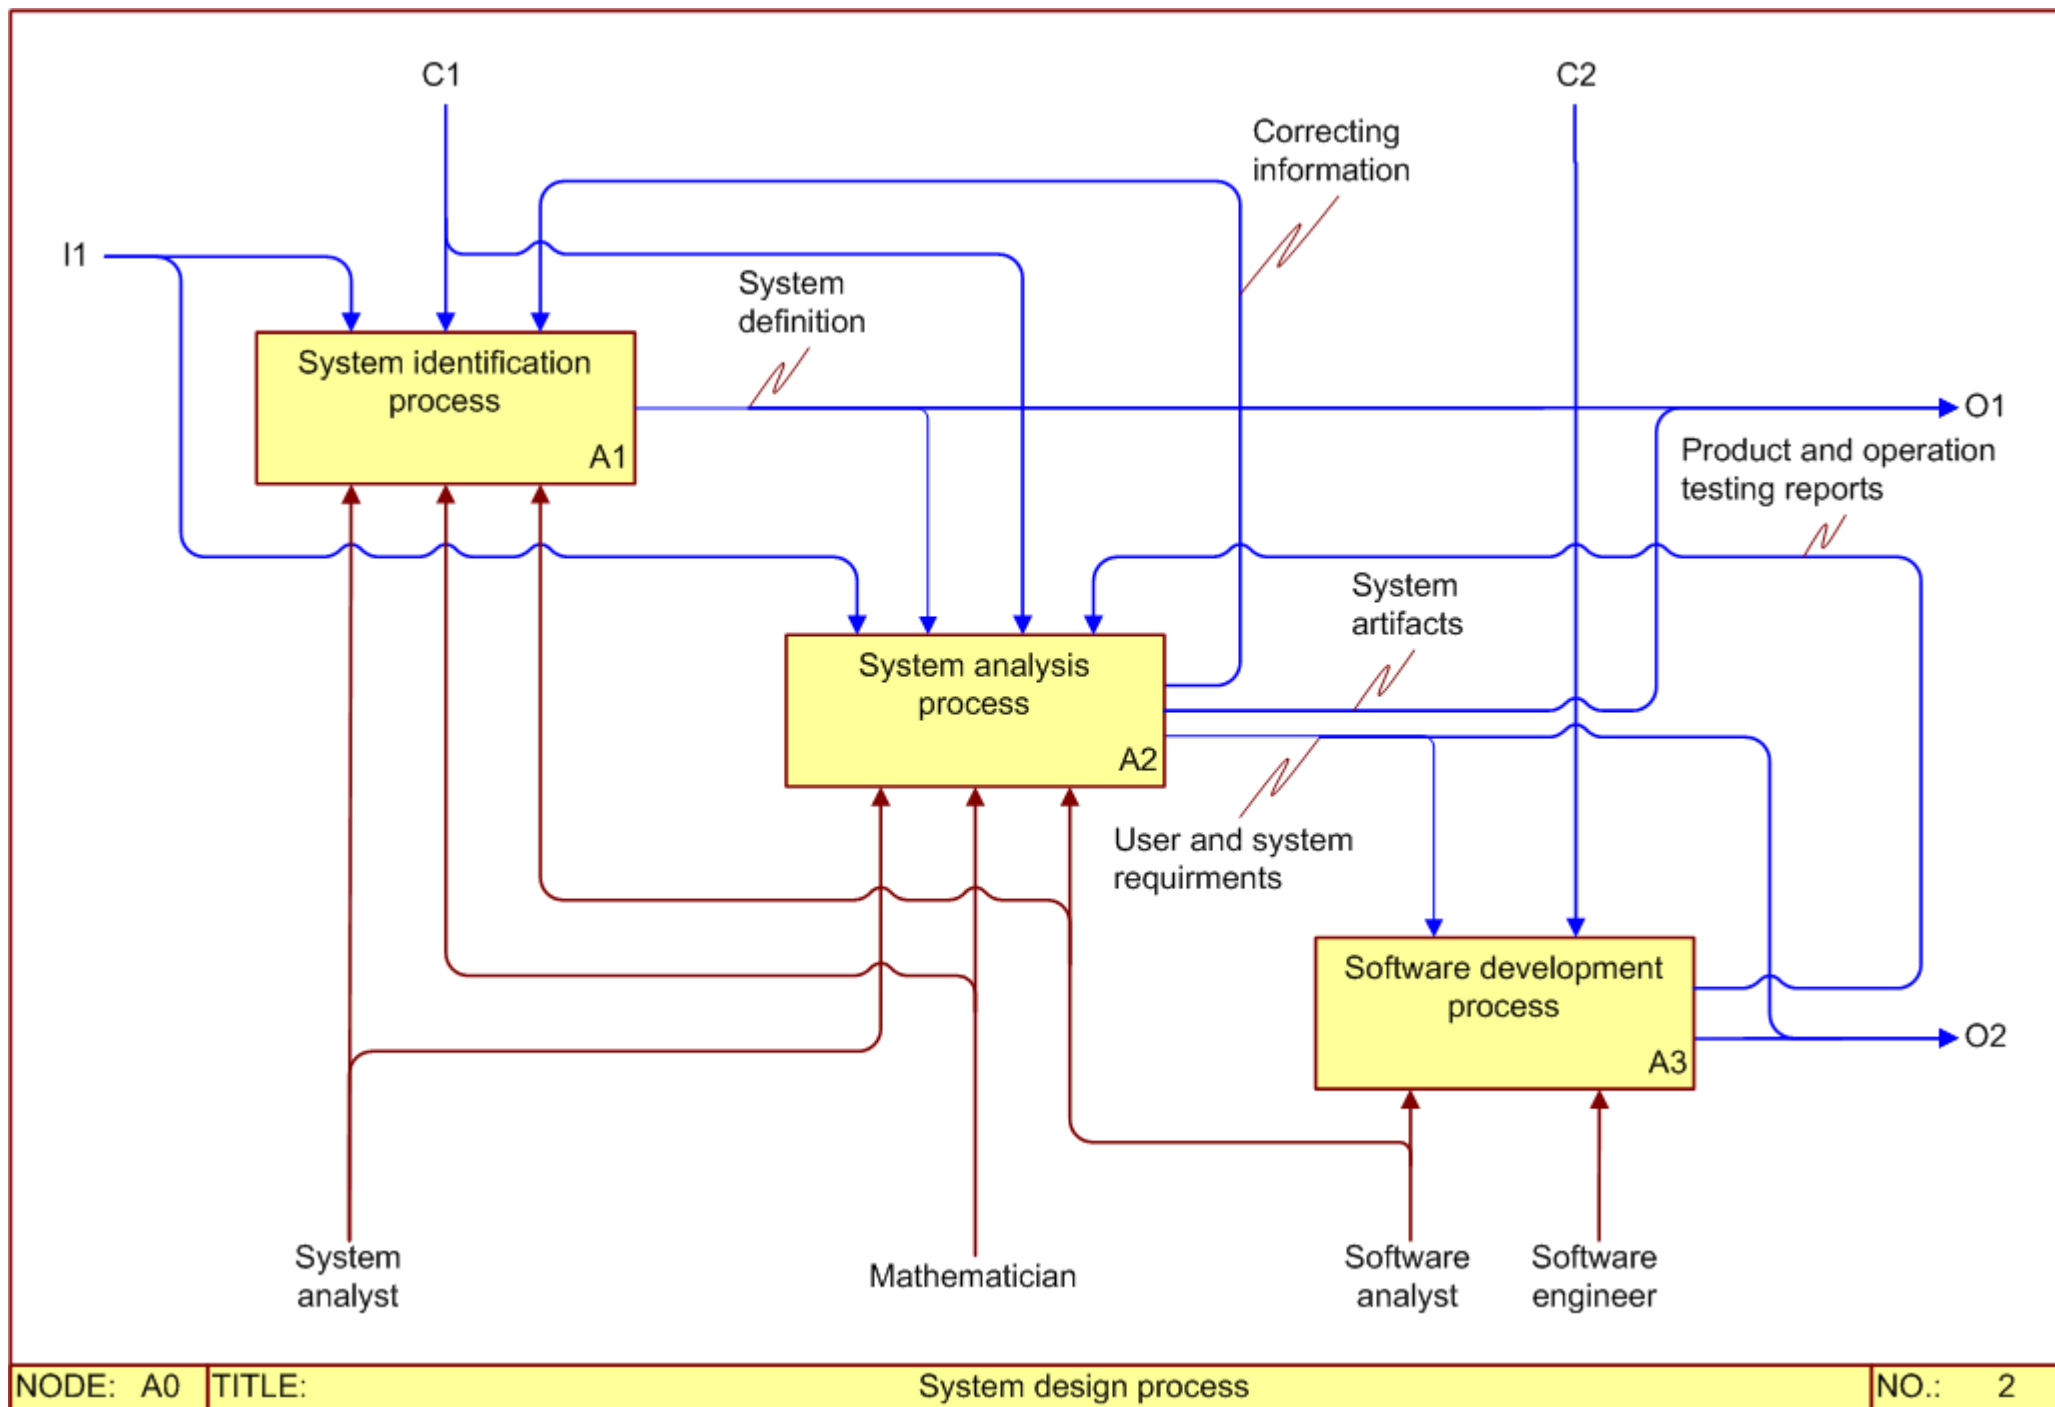 C1
C2
Correcting
information
I1
System
definition
System identification
process
A1
O1
Product and operation
testing reports
System
artifacts
System analysis
process
A2
User and system
requirments
Software development
process
A3
O2
System
analyst
Mathematician
Software
analyst
Software
engineer
NODE: A0 TITLE: System design process NO.: 2